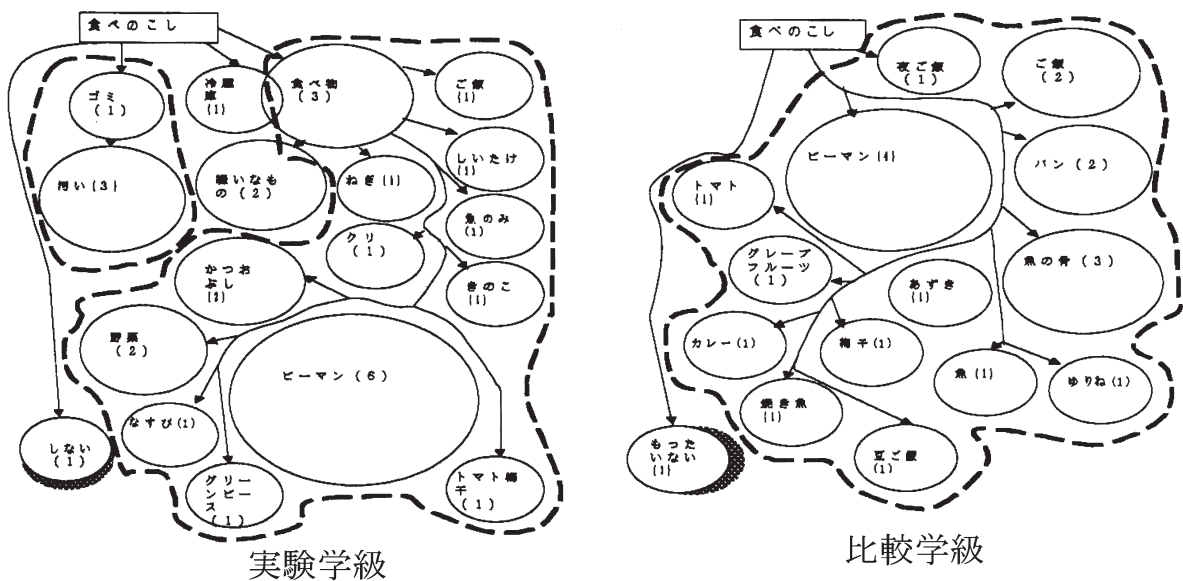 食べのこし
ゴミ
(1)
汚い(3)
冷蔵
庫
(1)
食べ物
(3)
ご飯
(1)
しいたけ
(1)
嫌いなも
の(2)
ねぎ(1)
魚のみ
(1)
クリ
(1)
きのこ
(1)
かつお
ぶし
(2)
野菜
(2)
ピーマン(6)
なすび(1)
しない
(1)
グリー
ンピー
ス
(1)
トマト梅
干
(1)
実験学級
食べのこし
夜ご飯
(1)
ご飯
(2)
ピーマン(4)
パン(2)
トマト
(1)
グレープ
フルーツ
(1)
あずき
(1)
魚の骨(3)
カレー(1)
梅干(1)
魚(1)
ゆりね(1)
焼き魚
(1)
もった
いない
(1)
豆ご飯
(1)
比較学級